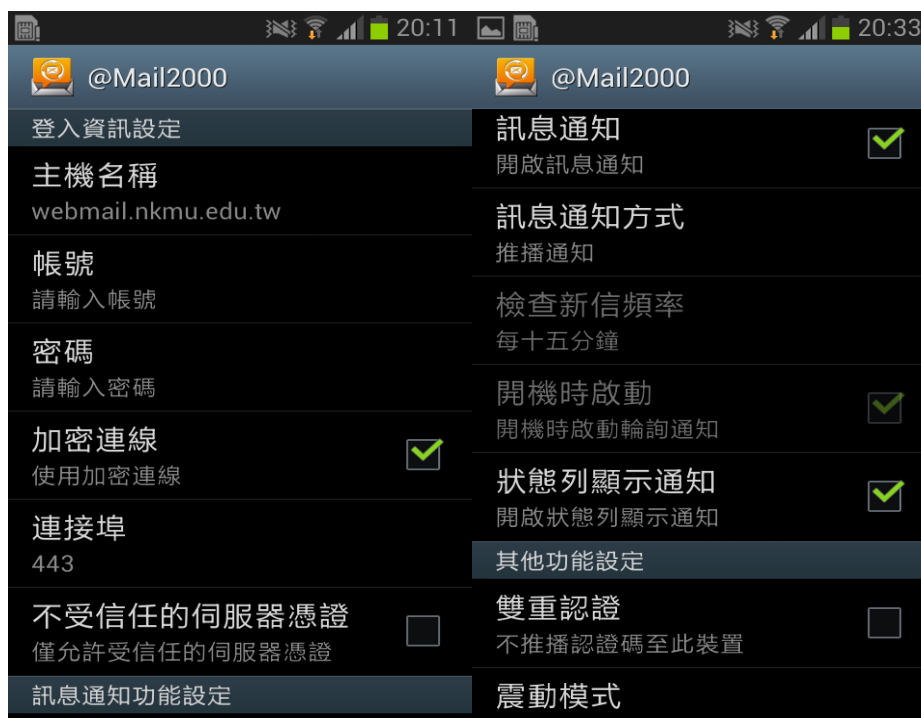 20:11
@Mail2000
登入資訊設定
主機名稱
webmail.nkmu.edu.tw
帳號
請輸入帳號
密碼
請輸入密碼
加密連線
使用加密連線
連接埠
443
不受信任的伺服器憑證
僅允許受信任的伺服器憑證
訊息通知功能設定
20:33
@Mail2000
訊息通知
開啟訊息通知
訊息通知方式
推播通知
檢查新信頻率
每十五分鐘
開機時啟動
開機時啟動輪詢通知
狀態列顯示通知
開啟狀態列顯示通知
其他功能設定
雙重認證
不推播認證碼至此裝置
震動模式